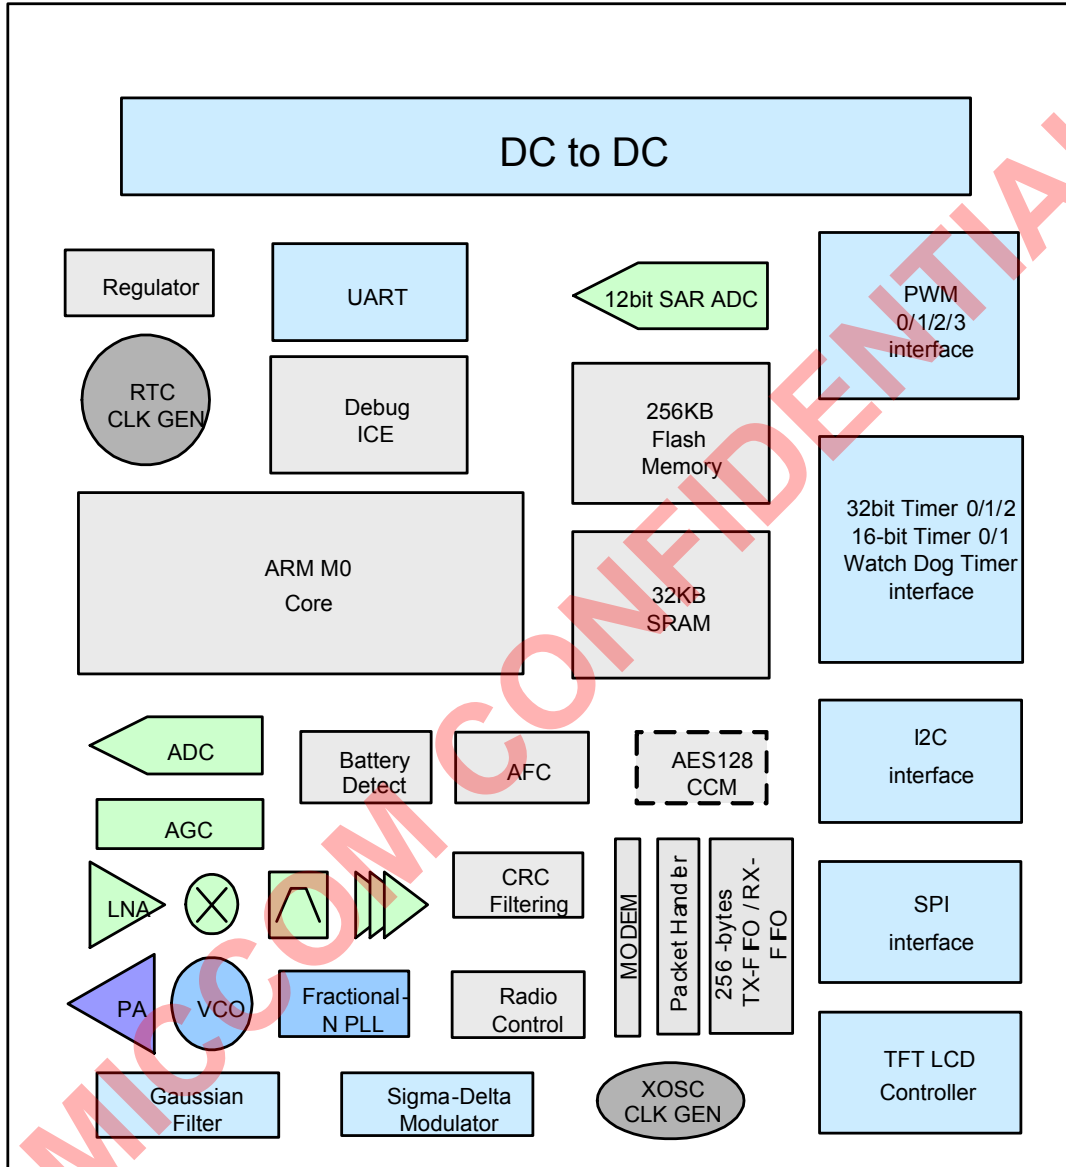 DC to DC
Regulator
UART
12bit SAR ADC
PWM
0/1/2/3
interface
RTC
CLK GEN
Debug
ICE
256KB
Flash
Memory
32bit Timer 0/1/2
16-bit Timer 0/1
Watch Dog Timer
interface
ARM M0
Core
32KB
SRAM
ADC
Battery
Detect
AFC
AES128
CCM
I2C
interface
AGC
LNA
CRC
Filtering
MODEM
Packet Handler
256 -bytes
TX-F FO / RX-
F FO
SPI
interface
PA
VCO
Fractional-
N PLL
Radio
Control
Gaussian
Filter
Sigma-Delta
Modulator
XOSC
CLK GEN
TFT LCD
Controller
MICCOM CONFIDENTIAL